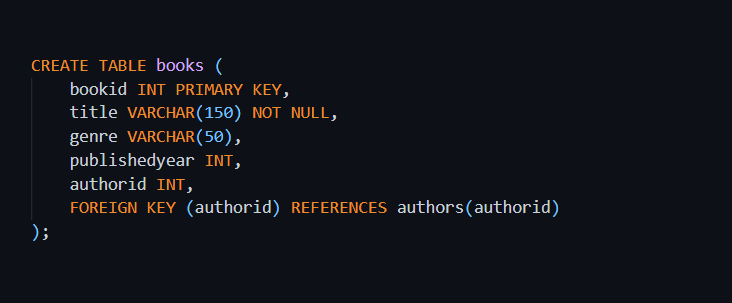 CREATE TABLE books (
    bookid INT PRIMARY KEY,
    title VARCHAR(150) NOT NULL,
    genre VARCHAR(50),
    publishedyear INT,
    authorid INT,
    FOREIGN KEY (authorid) REFERENCES authors(authorid)
);